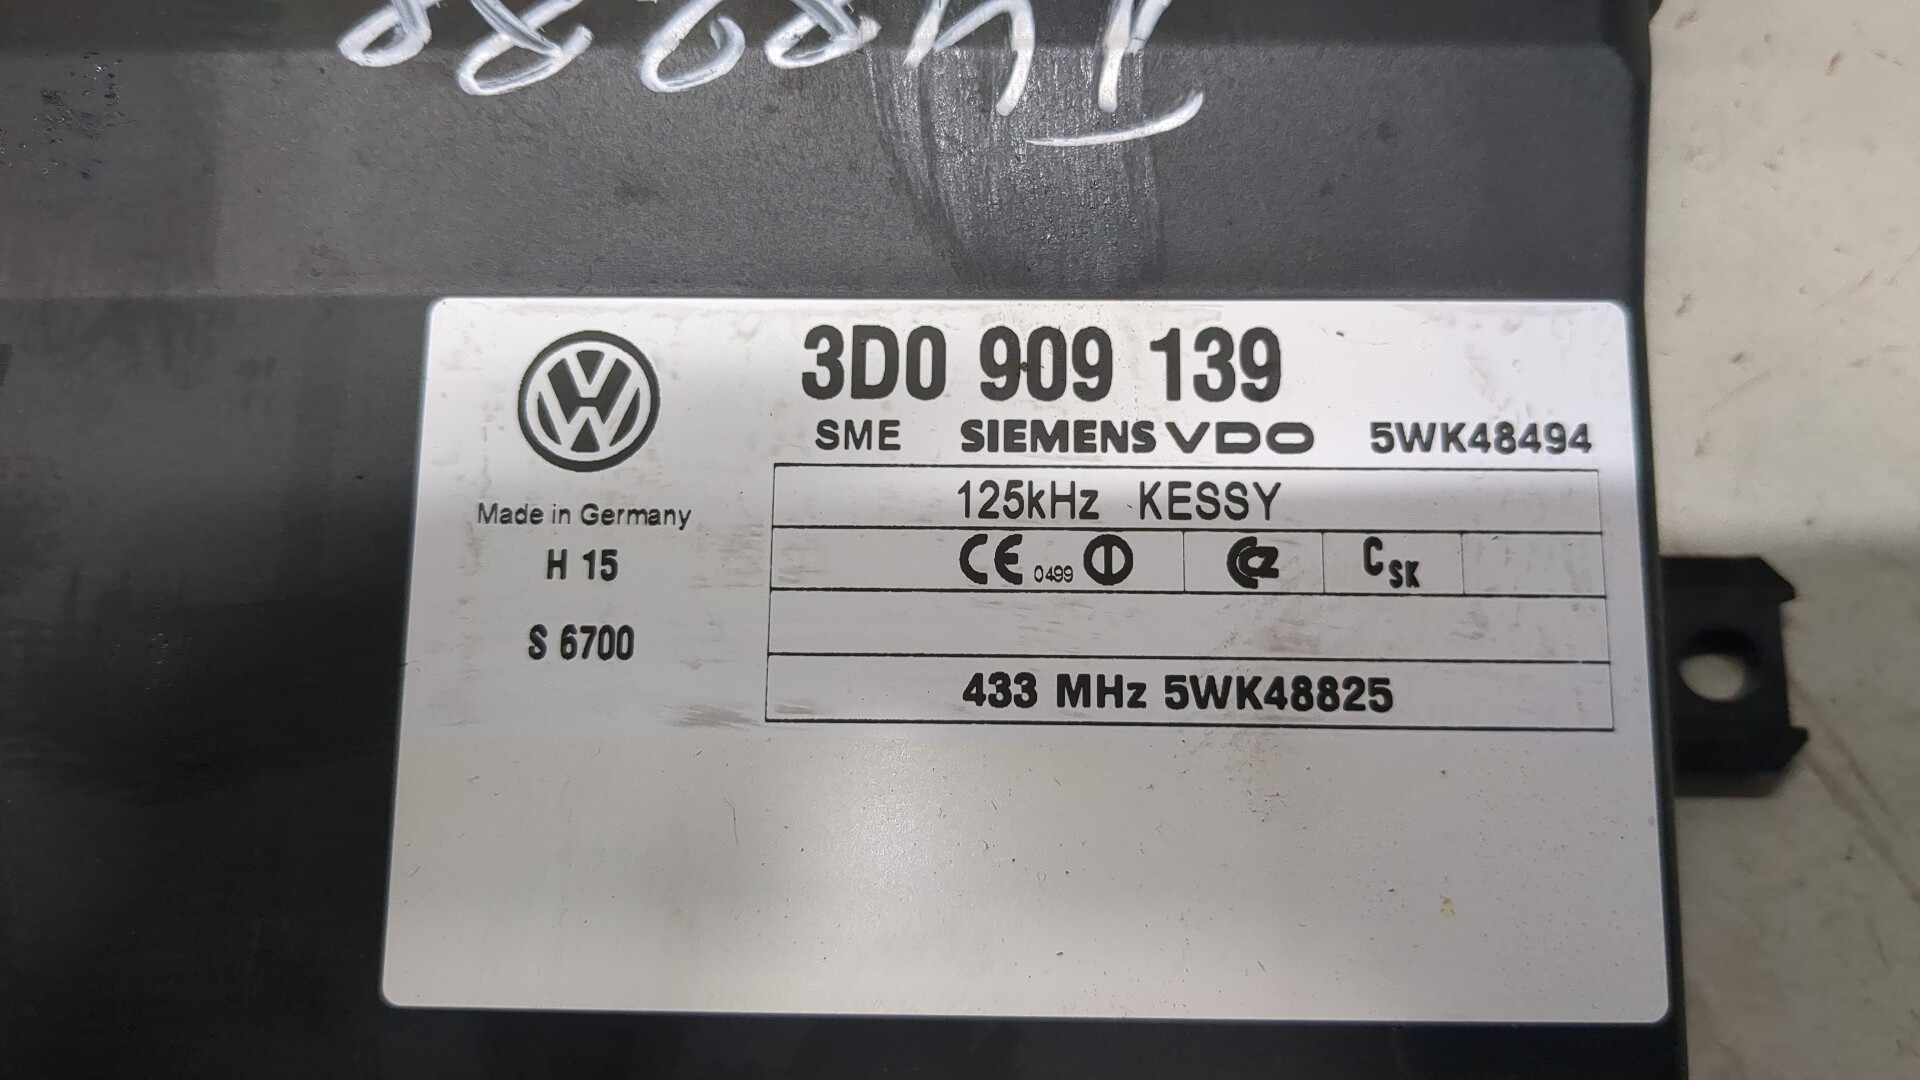 3D0 909 139
SME SIEMENS VDO 5WK48494
125kHz KESSY
Made in Germany
CE 0499
H 15
CSK
S 6700
433 MHz 5WK48825